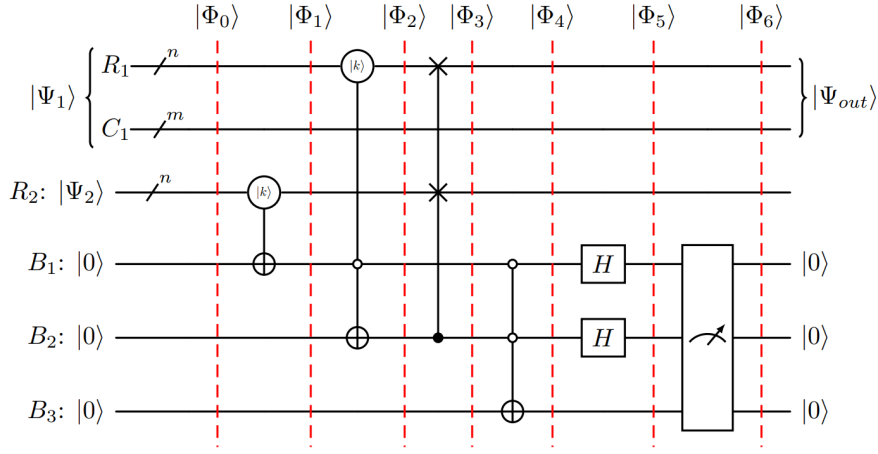 |Φ₀⟩ |Φ₁⟩ |Φ₂⟩ |Φ₃⟩ |Φ₄⟩ |Φ₅⟩ |Φ₆⟩
R₁ n |k⟩
|Ψ₁⟩ |Ψₒᵤₜ⟩
C₁ m
R₂: |Ψ₂⟩ n |k⟩
B₁: |0⟩ H |0⟩
B₂: |0⟩ H |0⟩
B₃: |0⟩ |0⟩